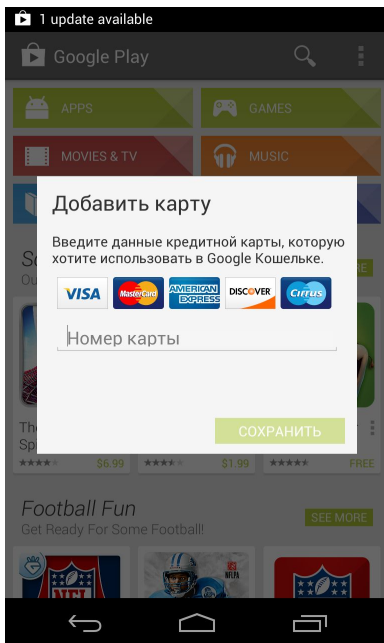 1 update available
Google Play
APPS
GAMES
MOVIES & TV
MUSIC
Добавить карту
Введите данные кредитной карты, которую
хотите использовать в Google Кошельке.
VISA MasterCard AMERICAN EXPRESS DISCOVER Cirrus
Номер карты
СОХРАНИТЬ
$6.99
$1.99
FREE
Football Fun
Get Ready For Some Football!
SEE MORE
NFL
NFLPA